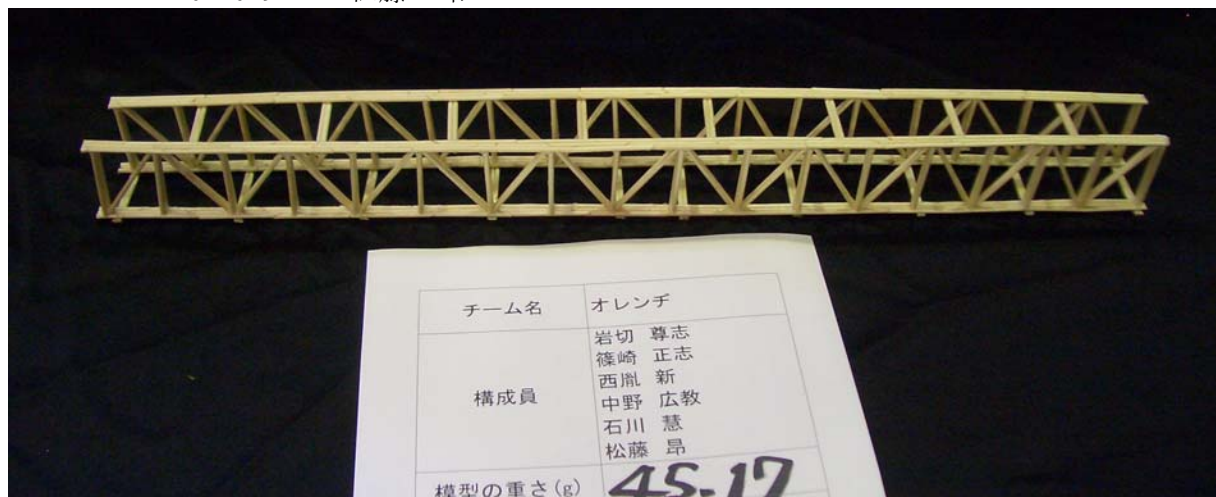 チーム名 オレンヂ
構成員
岩切 尊志
篠崎 正志
西胤 新
中野 広教
石川 慧
松藤 昂
模型の重さ(g) 45.17